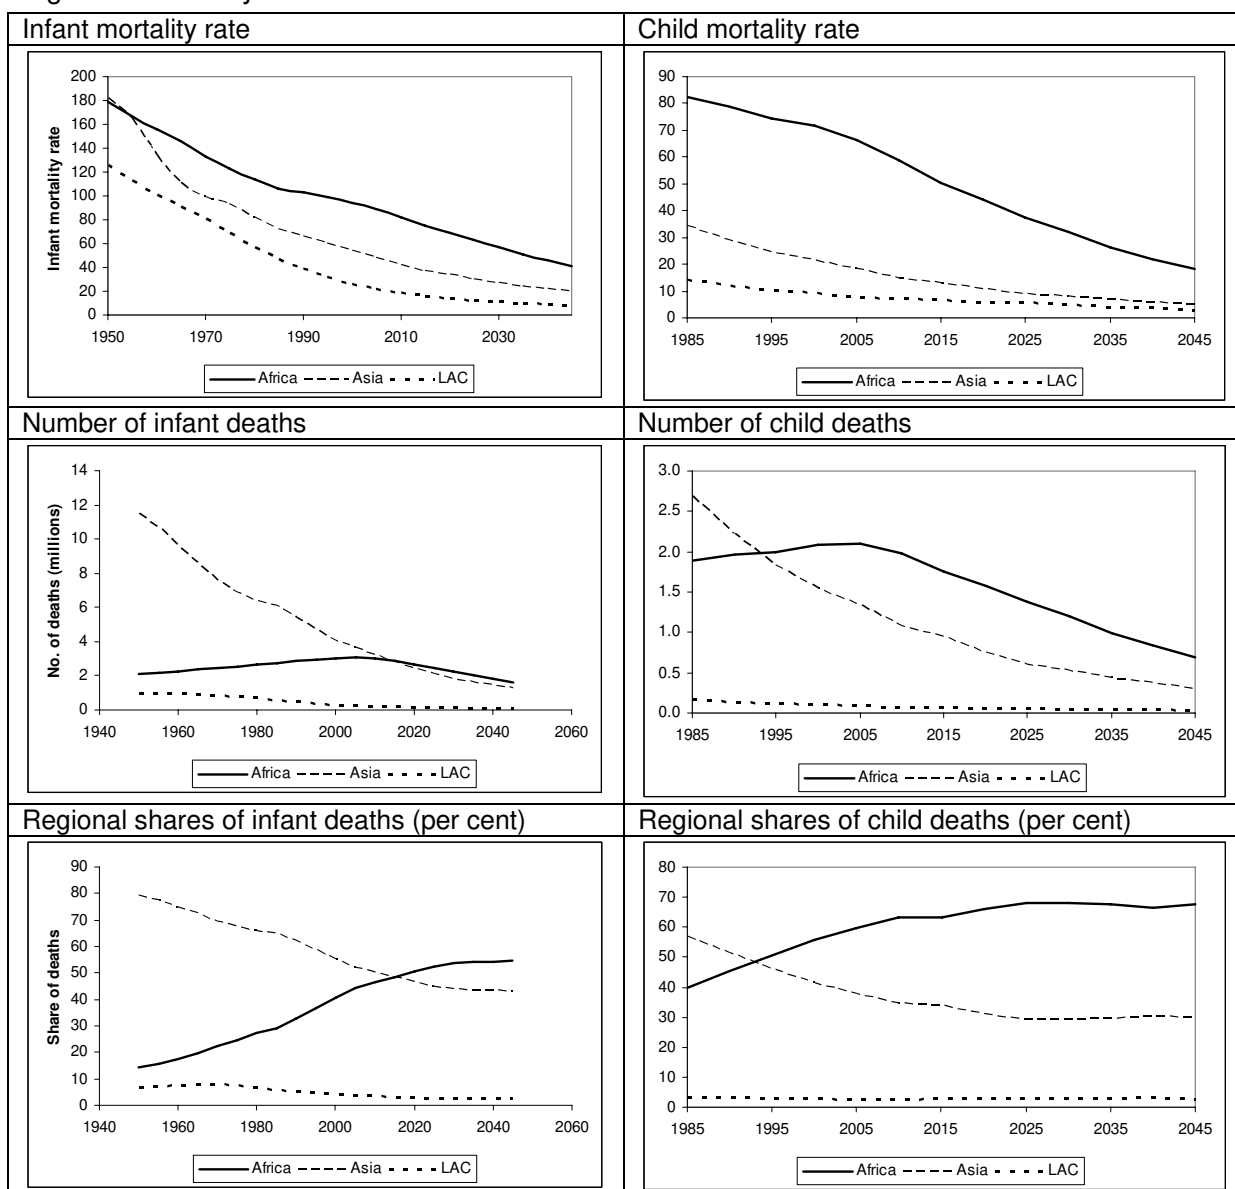 Infant mortality rate
Child mortality rate
200
180
160
140
120
100
80
60
40
20
0
Infant mortality rate
1950 1970 1990 2010 2030
Africa Asia LAC
90
80
70
60
50
40
30
20
10
0
1985 1995 2005 2015 2025 2035 2045
Africa Asia LAC
Number of infant deaths
Number of child deaths
14
12
10
8
6
4
2
0
No. of deaths (millions)
1940 1960 1980 2000 2020 2040 2060
Africa Asia LAC
3.0
2.5
2.0
1.5
1.0
0.5
0.0
1985 1995 2005 2015 2025 2035 2045
Africa Asia LAC
Regional shares of infant deaths (per cent)
Regional shares of child deaths (per cent)
90
80
70
60
50
40
30
20
10
0
Share of deaths
1940 1960 1980 2000 2020 2040 2060
Africa Asia LAC
80
70
60
50
40
30
20
10
0
1985 1995 2005 2015 2025 2035 2045
Africa Asia LAC